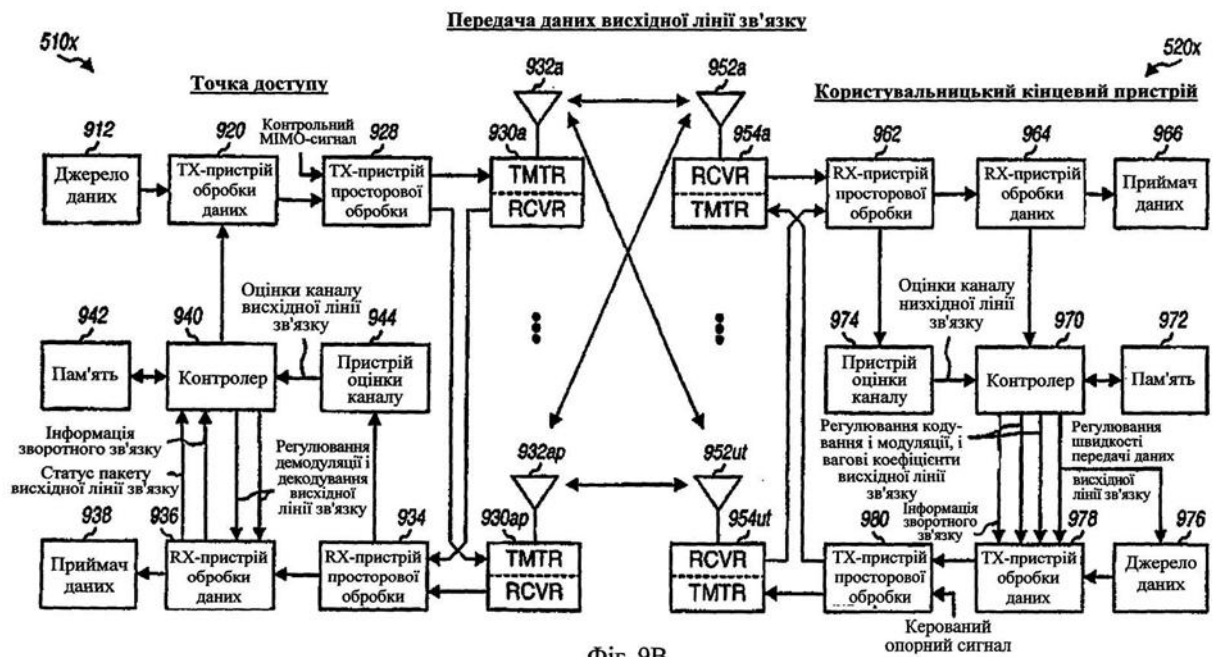 Передача даних висхідної лінії зв'язку
510x
520x
Точка доступу
Користувальницький кінцевий пристрій
932a
952a
Контрольний
MIMO-сигнал
912
920
928
930a
954a
962
964
966
Джерело
даних
TX-пристрій
обробки
даних
TX-пристрій
просторової
обробки
TMTR
RCVR
RCVR
TMTR
RX-пристрій
просторової
обробки
RX-пристрій
обробки
даних
Приймач
даних
Оцінки каналу
висхідної лінії
зв'язку
Оцінки каналу
низхідної лінії
зв'язку
942
940
944
974
970
972
Пам'ять
Контролер
Пристрій
оцінки
каналу
Пристрій
оцінки
каналу
Контролер
Пам'ять
Інформація
зворотного зв'язку
Статус пакету
висхідної лінії зв'язку
Регулювання
демодуляції і
декодування
висхідної
лінії зв'язку
Регулювання коду-
вання і модуляції, і
вагові коефіцієнти
висхідної лінії
зв'язку
Регулювання
швидкості
передачі даних
висхідної
лінії зв'язку
Інформація
зворотного
зв'язку
932ap
952ut
938
936
934
930ap
954ut
980
978
976
Приймач
даних
RX-пристрій
обробки
даних
RX-пристрій
просторової
обробки
TMTR
RCVR
RCVR
TMTR
TX-пристрій
просторової
обробки
TX-пристрій
обробки
даних
Джерело
даних
Керований
опорний сигнал
Фіг. 9В